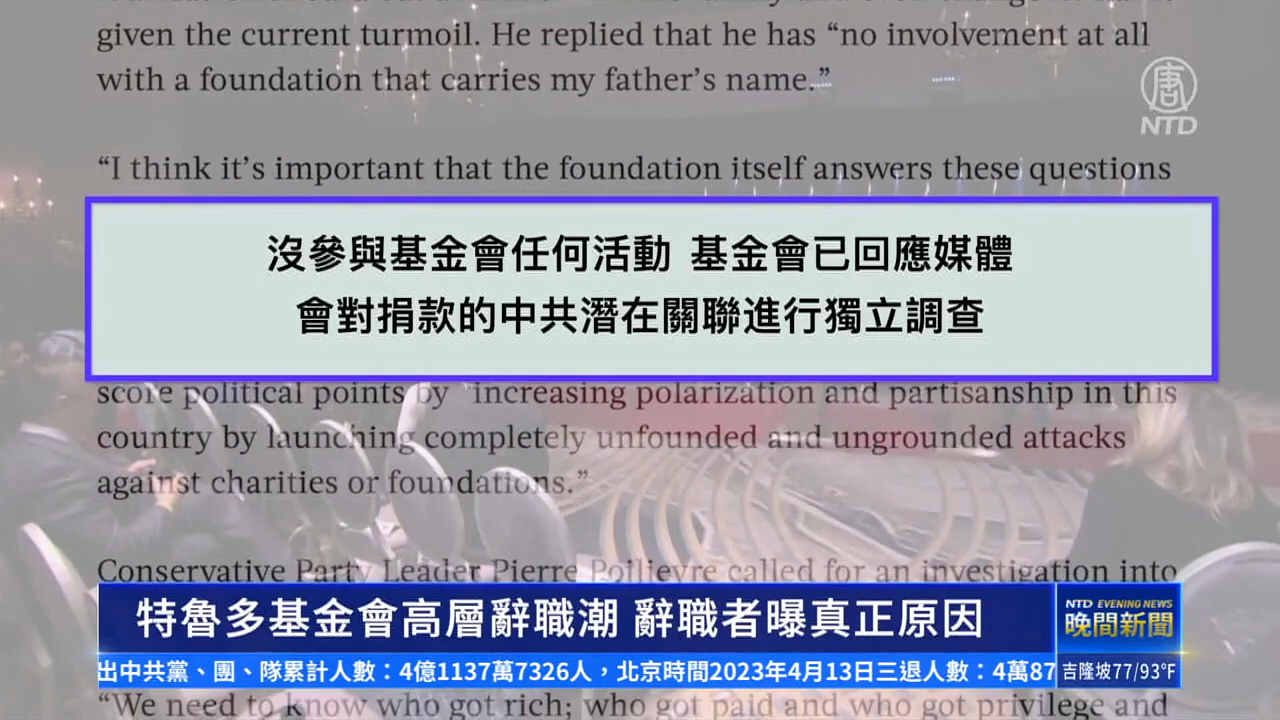 given the current turmoil. He replied that he has “no involvement at all
with a foundation that carries my father’s name.”
唐
NTD
“I think it’s important that the foundation itself answers these questions
沒參與基金會任何活動 基金會已回應媒體
會對捐款的中共潛在關聯進行獨立調查
score political points by “increasing polarization and partisanship in this
country by launching completely unfounded and ungrounded attacks
against charities or foundations.”
Conservative Party Leader Pierre Poilievre called for an investigation into
特魯多基金會高層辭職潮 辭職者曝真正原因
NTD EVENING NEWS
晚間新聞
出中共黨、團、隊累計人數：4億1137萬7326人，北京時間2023年4月13日三退人數：4萬87
吉隆坡77/93°F
“We need to know who got rich; who got paid and who got privilege and